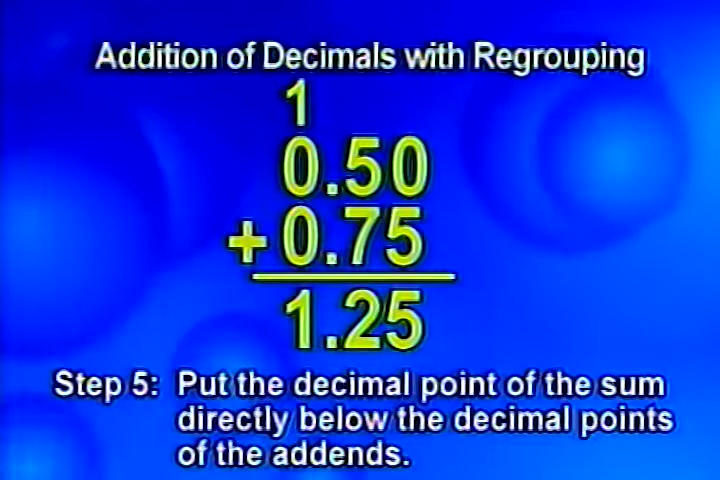 Addition of Decimals with Regrouping
1
0.50
+ 0.75
1.25
Step 5: Put the decimal point of the sum
directly below the decimal points
of the addends.